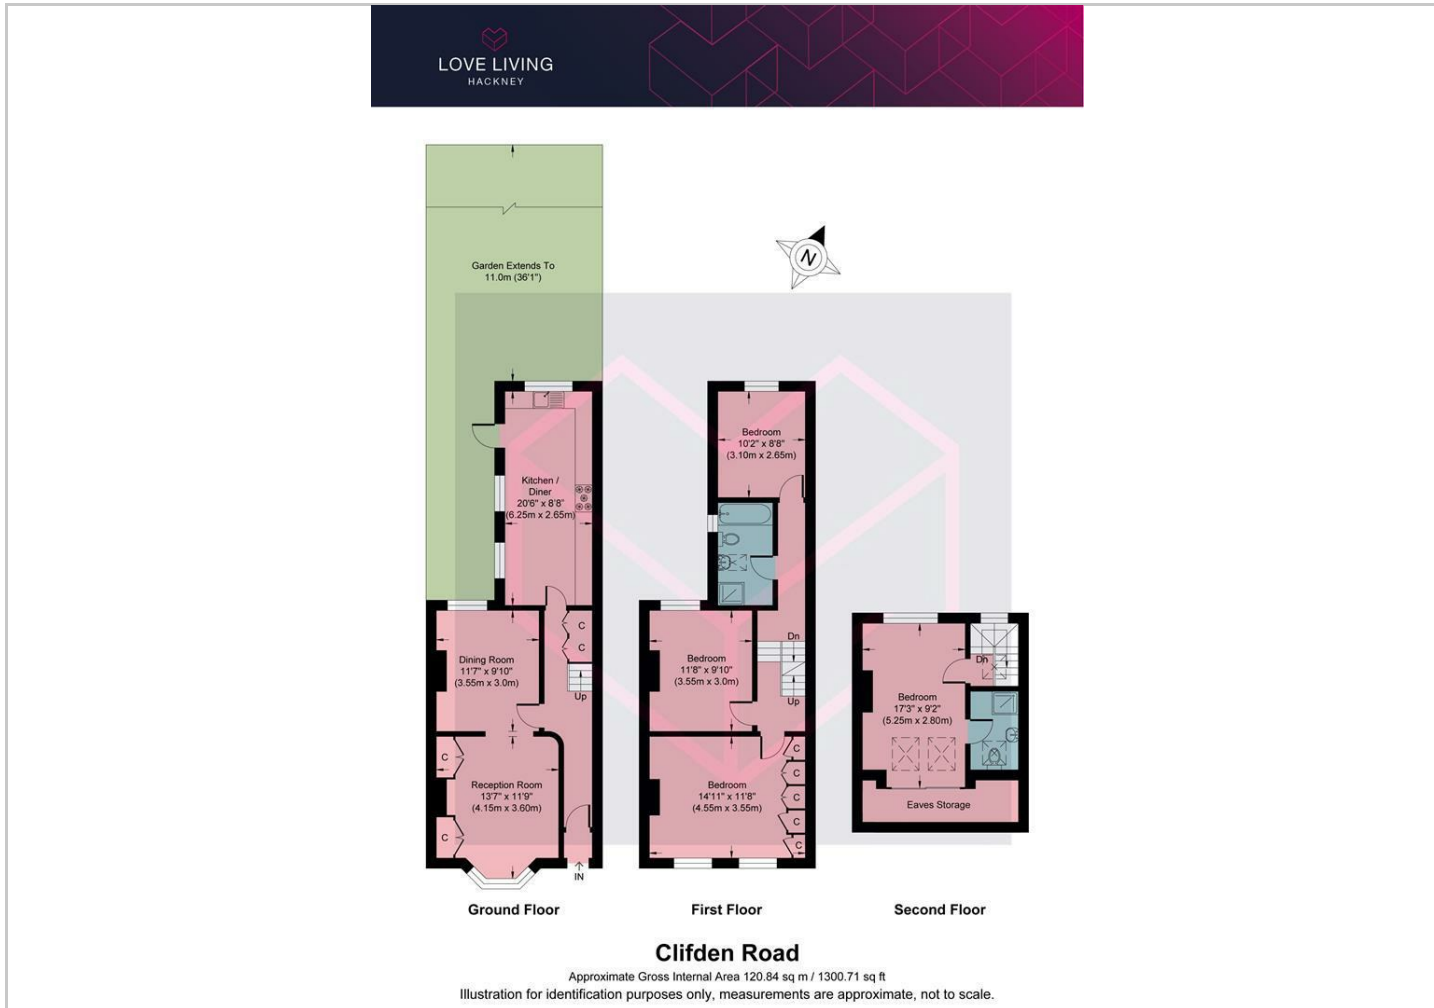 LOVE LIVING
HACKNEY
N
Garden Extends To
11.0m (36'1")
Kitchen /
Diner
20'6" x 8'8"
(6.25m x 2.65m)
C
C
Up
Dining Room
11'7" x 9'10"
(3.55m x 3.0m)
C
Reception Room
13'7" x 11'9"
(4.15m x 3.60m)
C
IN
Ground Floor
Bedroom
10'2" x 8'8"
(3.10m x 2.65m)
Dn
Bedroom
11'8" x 9'10"
(3.55m x 3.0m)
Up
Bedroom
14'11" x 11'8"
(4.55m x 3.55m)
C
C
C
C
C
First Floor
Dn
Bedroom
17'3" x 9'2"
(5.25m x 2.80m)
Eaves Storage
Second Floor
Clifden Road
Approximate Gross Internal Area 120.84 sq m / 1300.71 sq ft
Illustration for identification purposes only, measurements are approximate, not to scale.